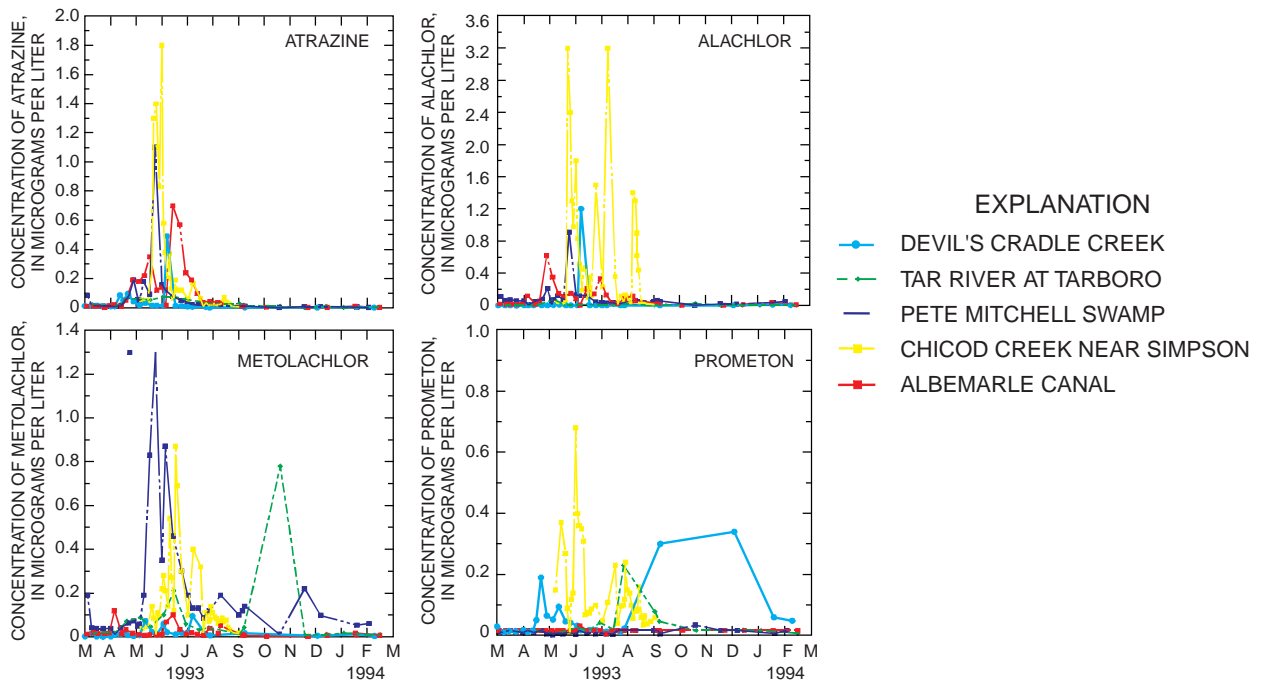 CONCENTRATION OF ATRAZINE,
IN MICROGRAMS PER LITER
2.0
1.8
1.6
1.4
1.2
1.0
0.8
0.6
0.4
0.2
0
ATRAZINE
CONCENTRATION OF ALACHLOR,
IN MICROGRAMS PER LITER
3.6
3.2
2.8
2.4
2.0
1.6
1.2
0.8
0.4
0
ALACHLOR
CONCENTRATION OF METOLACHLOR,
IN MICROGRAMS PER LITER
1.4
1.2
1.0
0.8
0.6
0.4
0.2
0
METOLACHLOR
M A M J J A S O N D J F M
1993 1994
CONCENTRATION OF PROMETON,
IN MICROGRAMS PER LITER
1.0
0.8
0.6
0.4
0.2
0
PROMETON
M A M J J A S O N D J F M
1993 1994
EXPLANATION
DEVIL'S CRADLE CREEK
TAR RIVER AT TARBORO
PETE MITCHELL SWAMP
CHICOD CREEK NEAR SIMPSON
ALBEMARLE CANAL